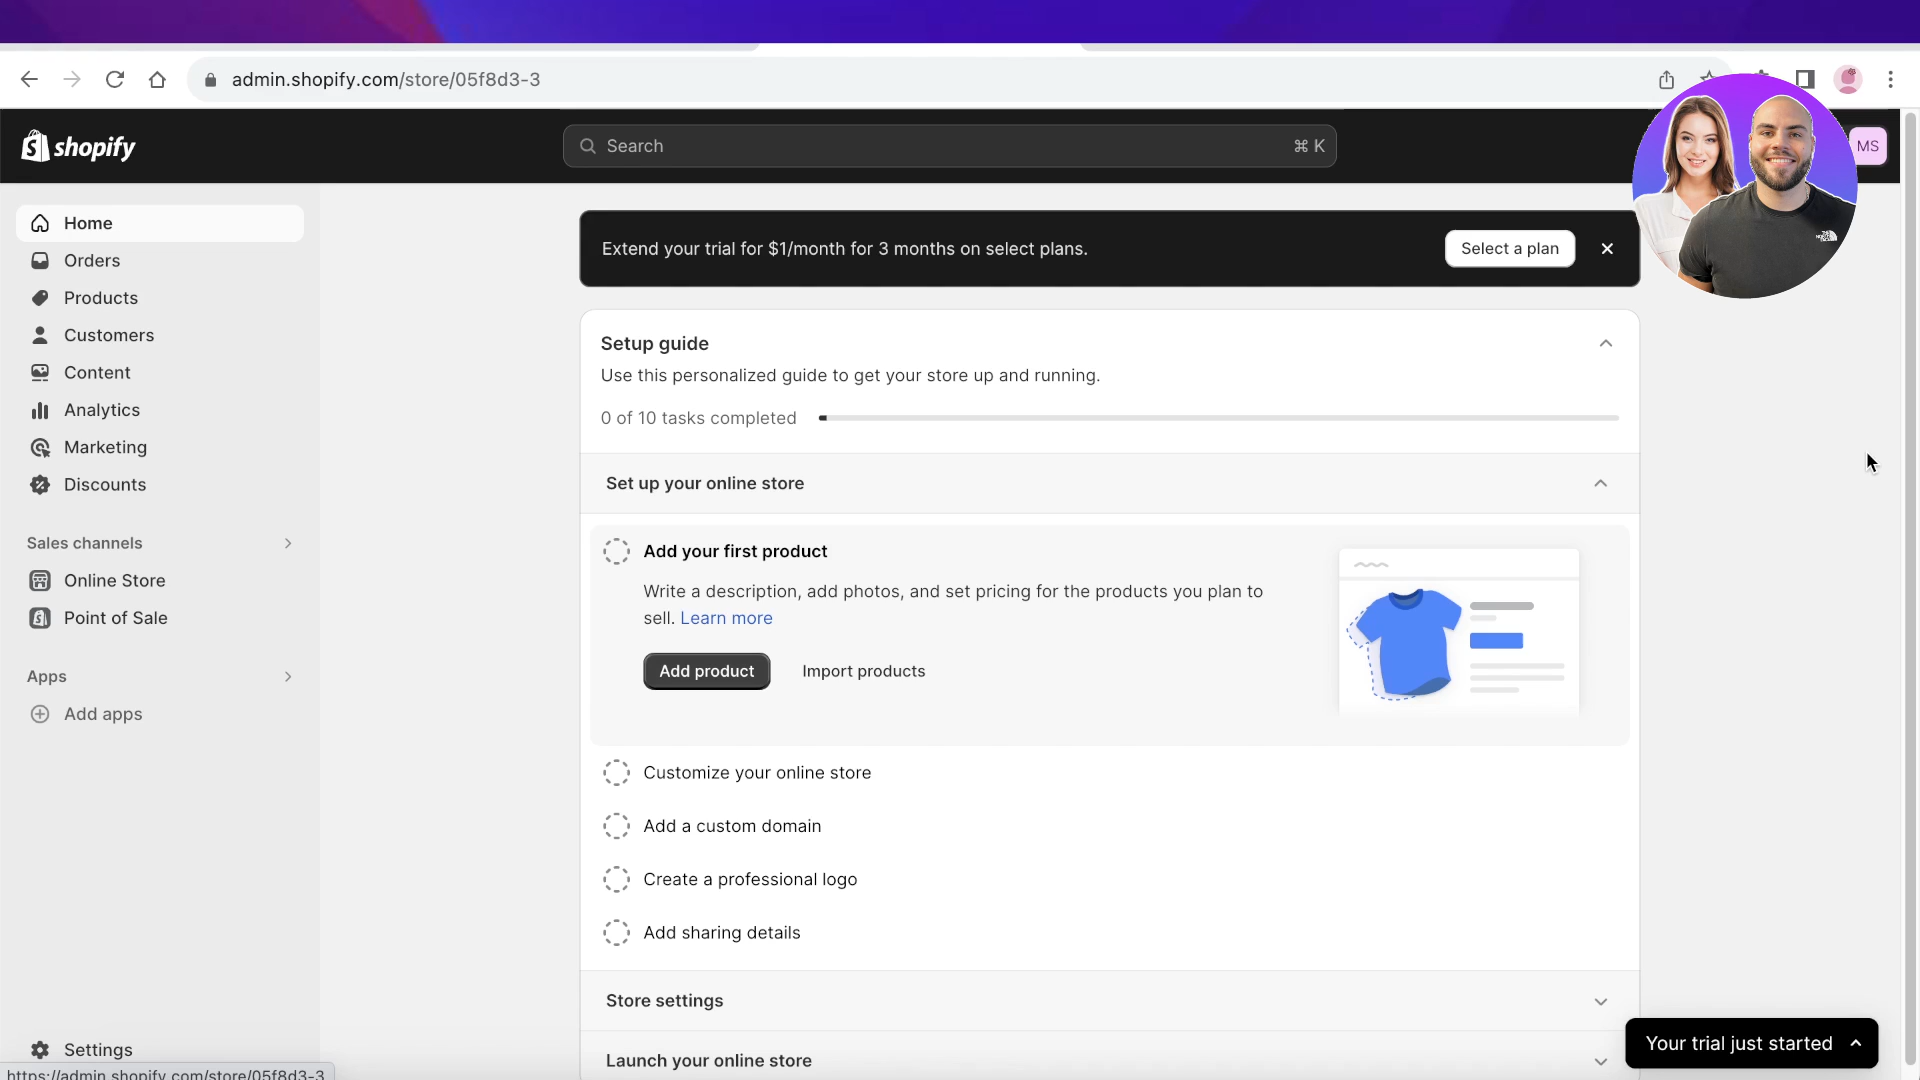 admin.shopify.com/store/05f8d3-3
shopify
Search
⌘ K
MS
Home
Orders
Products
Customers
Content
Analytics
Marketing
Discounts
Sales channels
Online Store
Point of Sale
Apps
Add apps
Settings
https://admin.shopify.com/store/05f8d3-3
Extend your trial for $1/month for 3 months on select plans.
Select a plan
Setup guide
Use this personalized guide to get your store up and running.
0 of 10 tasks completed
Set up your online store
Add your first product
Write a description, add photos, and set pricing for the products you plan to
sell. Learn more
Add product
Import products
Customize your online store
Add a custom domain
Create a professional logo
Add sharing details
Store settings
Launch your online store
Your trial just started